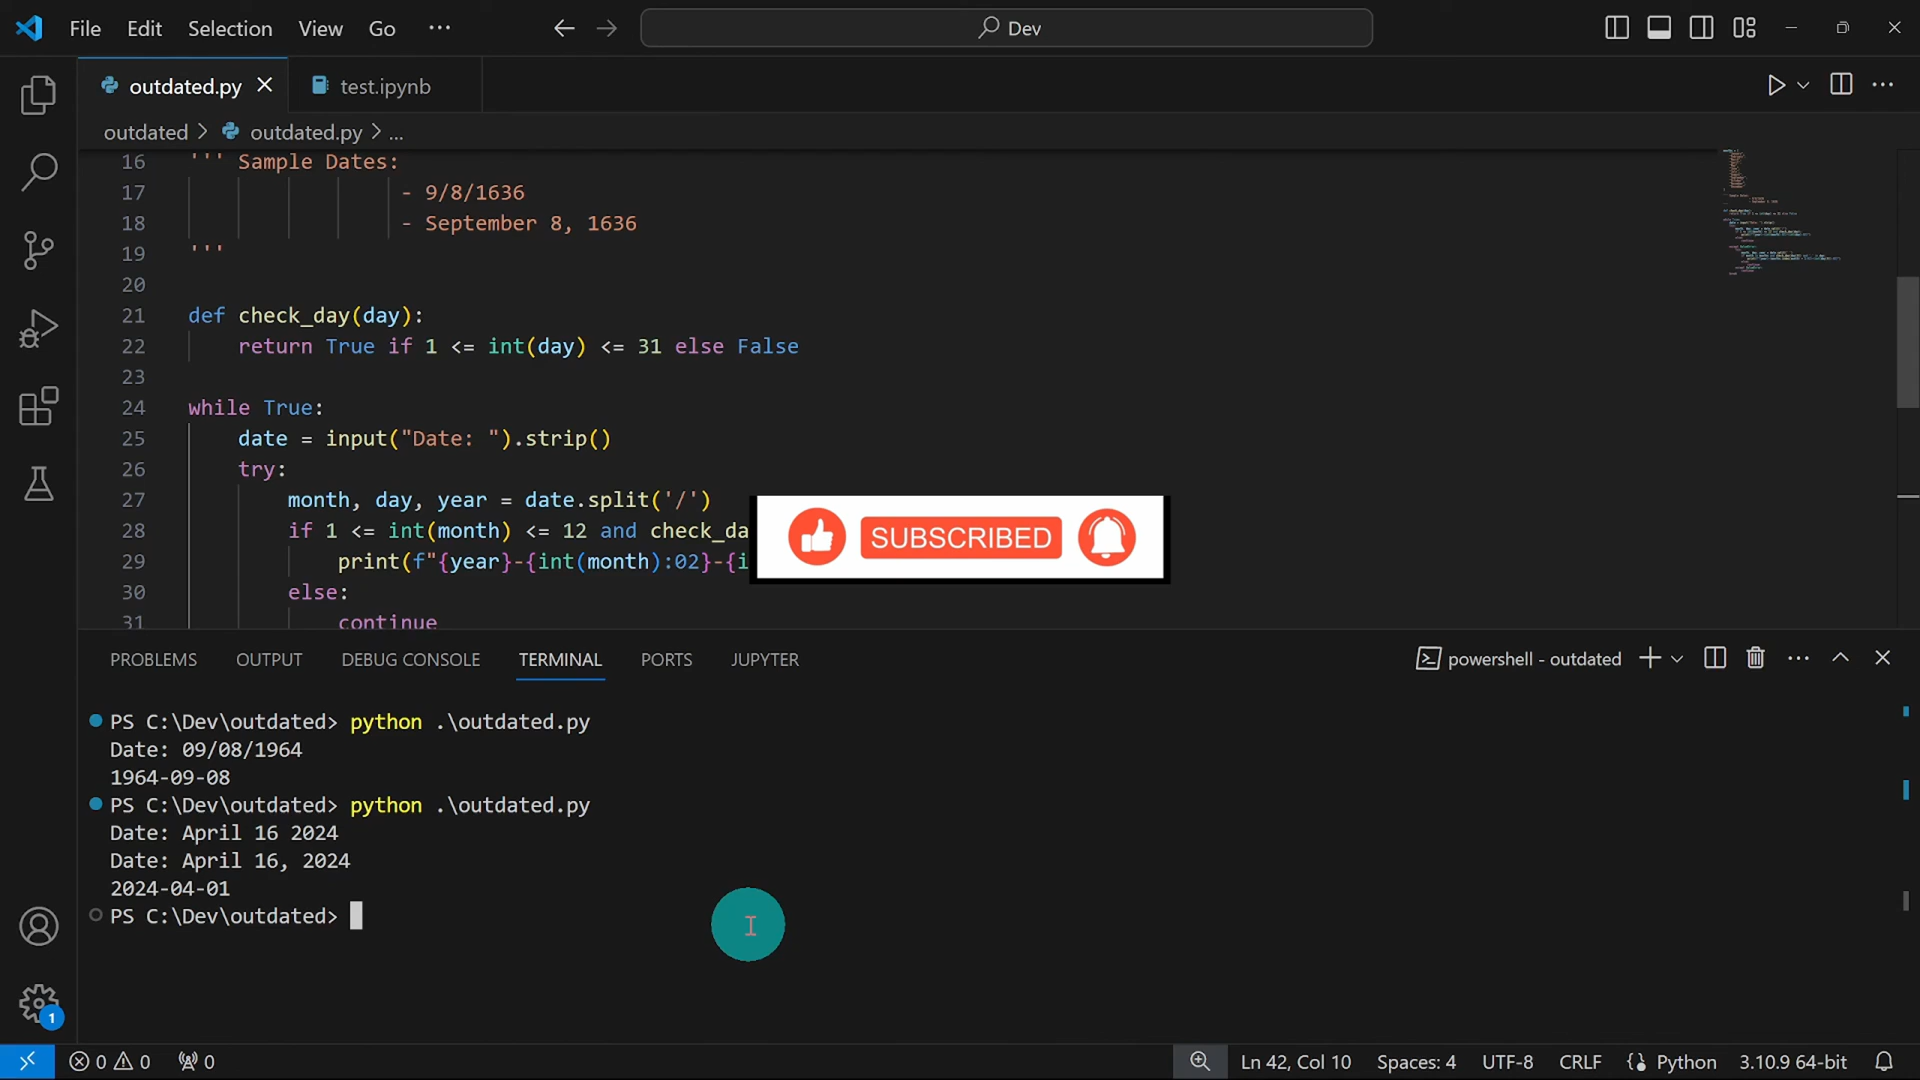 File Edit Selection View Go ...
Dev
outdated.py
test.ipynb
outdated > outdated.py > ...
16 ''' Sample Dates:
17 - 9/8/1636
18 - September 8, 1636
19 '''
20
21 def check_day(day):
22 return True if 1 <= int(day) <= 31 else False
23
24 while True:
25 date = input("Date: ").strip()
26 try:
27 month, day, year = date.split('/')
28 if 1 <= int(month) <= 12 and check_da
29 print(f"{year}-{int(month):02}-{i
30 else:
31 continue
SUBSCRIBED
PROBLEMS OUTPUT DEBUG CONSOLE TERMINAL PORTS JUPYTER
powershell - outdated
PS C:\Dev\outdated> python .\outdated.py
Date: 09/08/1964
1964-09-08
PS C:\Dev\outdated> python .\outdated.py
Date: April 16 2024
Date: April 16, 2024
2024-04-01
PS C:\Dev\outdated>
1
0 0 0
Ln 42, Col 10 Spaces: 4 UTF-8 CRLF {} Python 3.10.9 64-bit